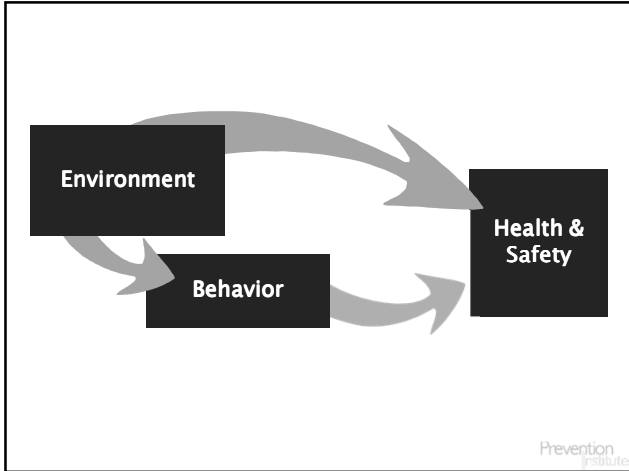 Environment
Health &
Safety
Behavior
Prevention
Institute